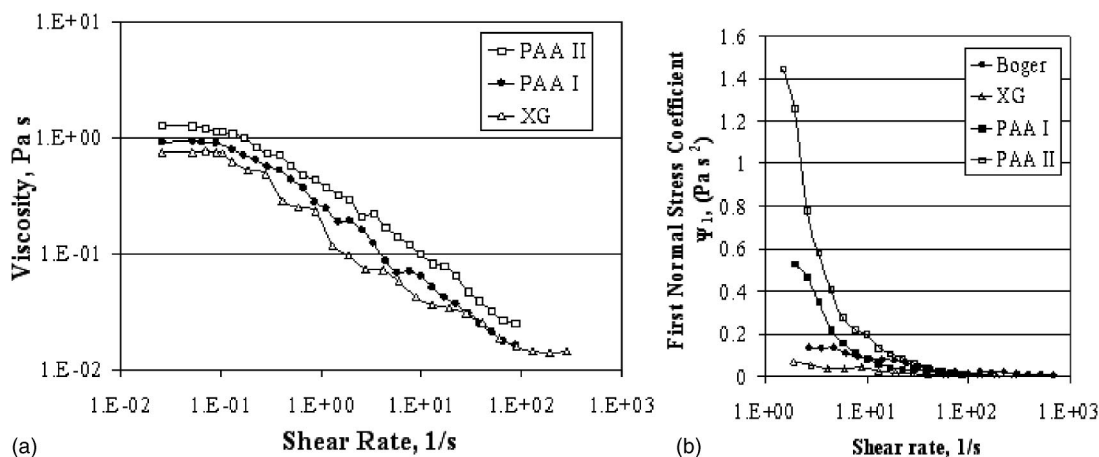 1.E+01
1.E+00
1.E-01
1.E-02
Viscosity, Pa s
PAA II
PAA I
XG
1.E-02 1.E-01 1.E+00 1.E+01 1.E+02 1.E+03
Shear Rate, 1/s
(a)
1.6
1.4
1.2
1
0.8
0.6
0.4
0.2
0
First Normal Stress Coefficient
Ψ1, (Pa s²)
Boger
XG
PAA I
PAA II
1.E+00 1.E+01 1.E+02 1.E+03
Shear rate, 1/s
(b)